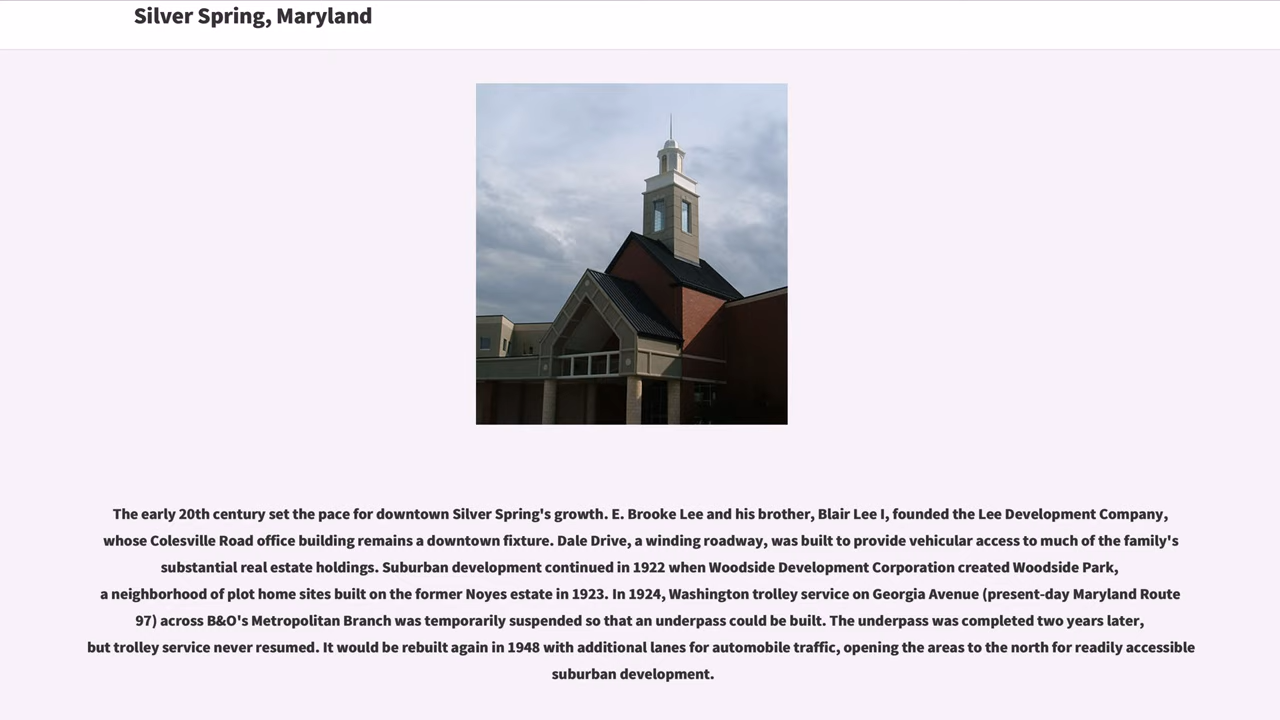 Silver Spring, Maryland
The early 20th century set the pace for downtown Silver Spring's growth. E. Brooke Lee and his brother, Blair Lee I, founded the Lee Development Company,
whose Colesville Road office building remains a downtown fixture. Dale Drive, a winding roadway, was built to provide vehicular access to much of the family's
substantial real estate holdings. Suburban development continued in 1922 when Woodside Development Corporation created Woodside Park,
a neighborhood of plot home sites built on the former Noyes estate in 1923. In 1924, Washington trolley service on Georgia Avenue (present-day Maryland Route
97) across B&O's Metropolitan Branch was temporarily suspended so that an underpass could be built. The underpass was completed two years later,
but trolley service never resumed. It would be rebuilt again in 1948 with additional lanes for automobile traffic, opening the areas to the north for readily accessible
suburban development.